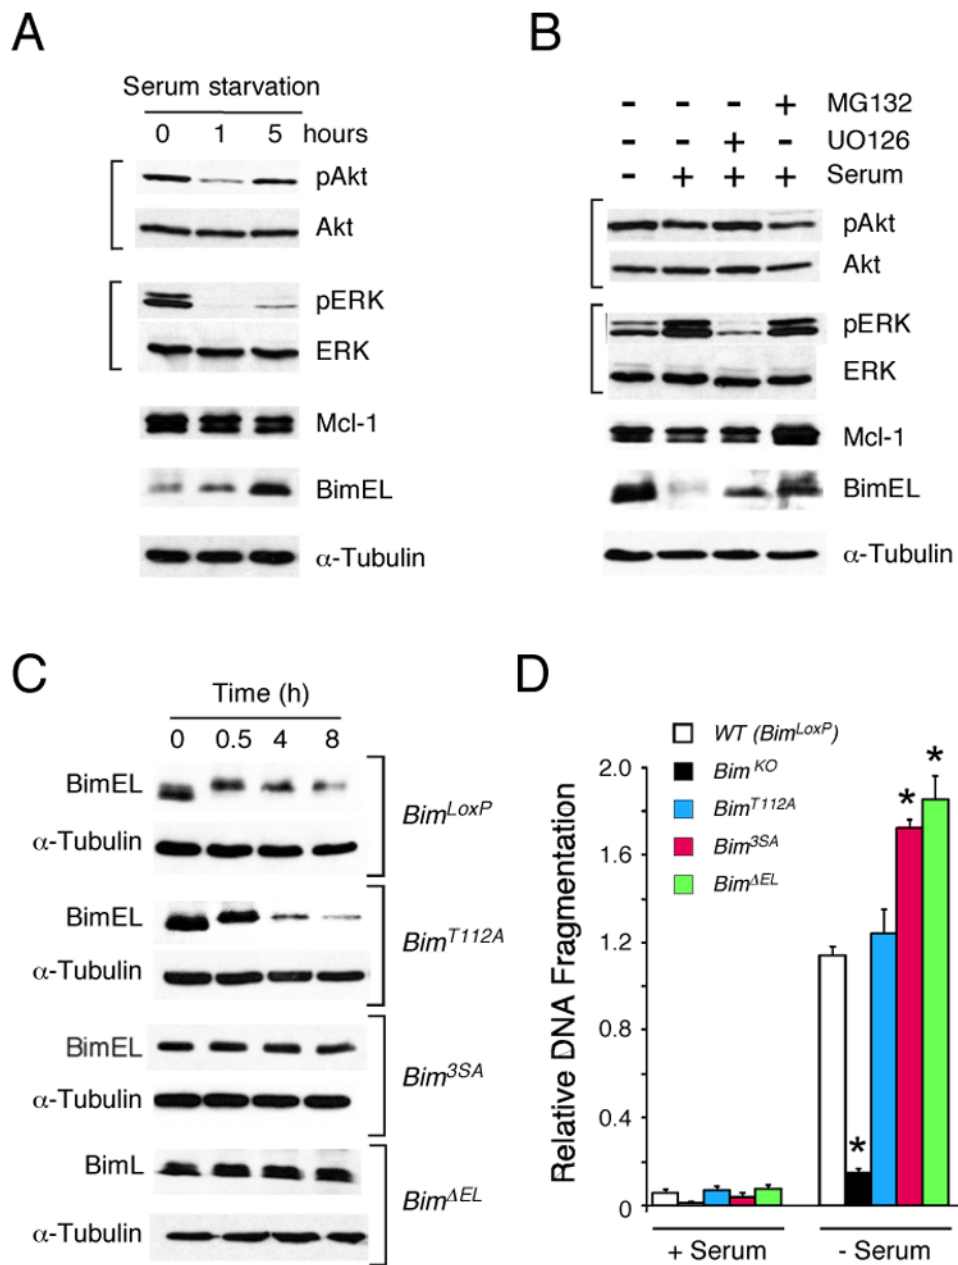 A
Serum starvation
0 1 5 hours
pAkt
Akt
pERK
ERK
Mcl-1
BimEL
α-Tubulin
B
- - - + MG132
- - + - UO126
- + + + Serum
pAkt
Akt
pERK
ERK
Mcl-1
BimEL
α-Tubulin
C
Time (h)
0 0.5 4 8
BimEL
α-Tubulin
Bim^LoxP
BimEL
α-Tubulin
Bim^T112A
BimEL
α-Tubulin
Bim^3SA
BimL
α-Tubulin
Bim^ΔEL
D
WT (Bim^LoxP)
Bim^KO
Bim^T112A
Bim^3SA
Bim^ΔEL
Relative DNA Fragmentation
2.0
1.6
1.2
0.8
0.4
0
*
*
*
+ Serum
- Serum